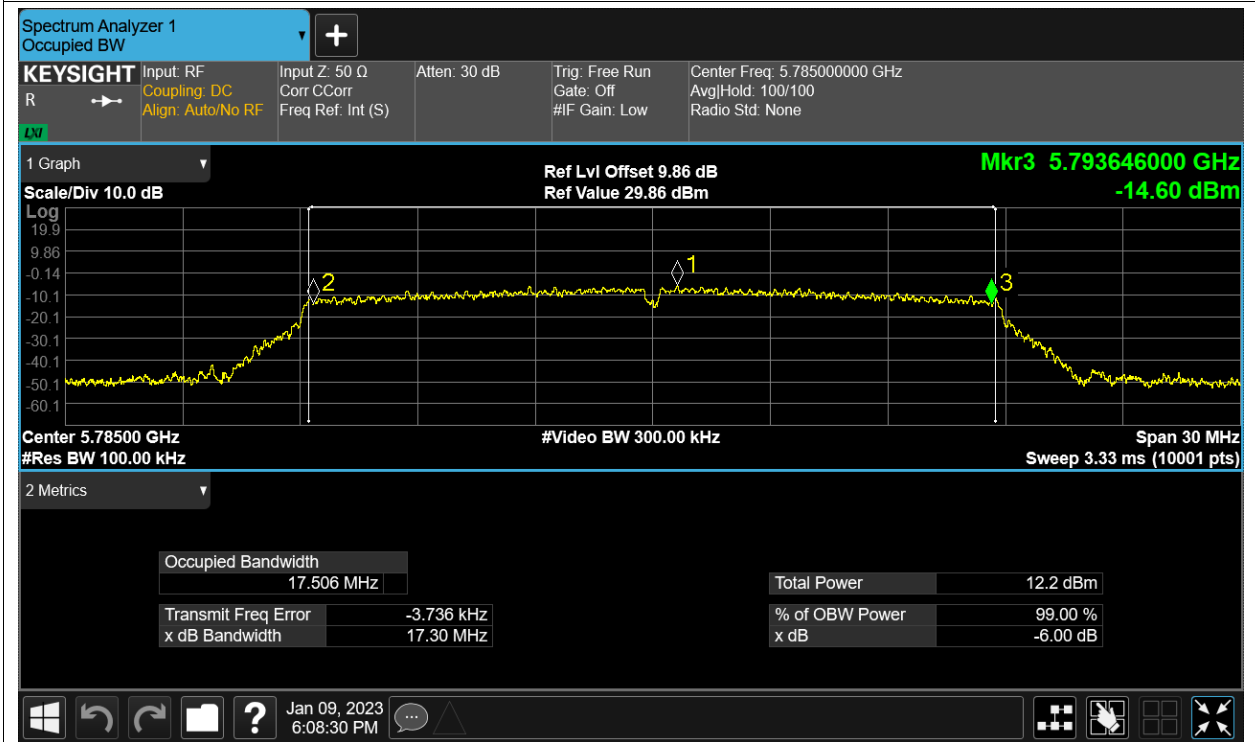 Spectrum Analyzer 1
Occupied BW
+
KEYSIGHT
R
LXI
Input: RF
Coupling: DC
Align: Auto/No RF
Input Z: 50 Ω
Corr CCorr
Freq Ref: Int (S)
Atten: 30 dB
Trig: Free Run
Gate: Off
#IF Gain: Low
Center Freq: 5.785000000 GHz
Avg|Hold: 100/100
Radio Std: None
1 Graph
Scale/Div 10.0 dB
Ref Lvl Offset 9.86 dB
Ref Value 29.86 dBm
Mkr3 5.793646000 GHz
-14.60 dBm
Log
19.9
9.86
-0.14
-10.1
-20.1
-30.1
-40.1
-50.1
-60.1
2
1
3
Center 5.78500 GHz
#Res BW 100.00 kHz
#Video BW 300.00 kHz
Span 30 MHz
Sweep 3.33 ms (10001 pts)
2 Metrics
Occupied Bandwidth
17.506 MHz
Transmit Freq Error -3.736 kHz
x dB Bandwidth 17.30 MHz
Total Power 12.2 dBm
% of OBW Power 99.00 %
x dB -6.00 dB
?
Jan 09, 2023
6:08:30 PM